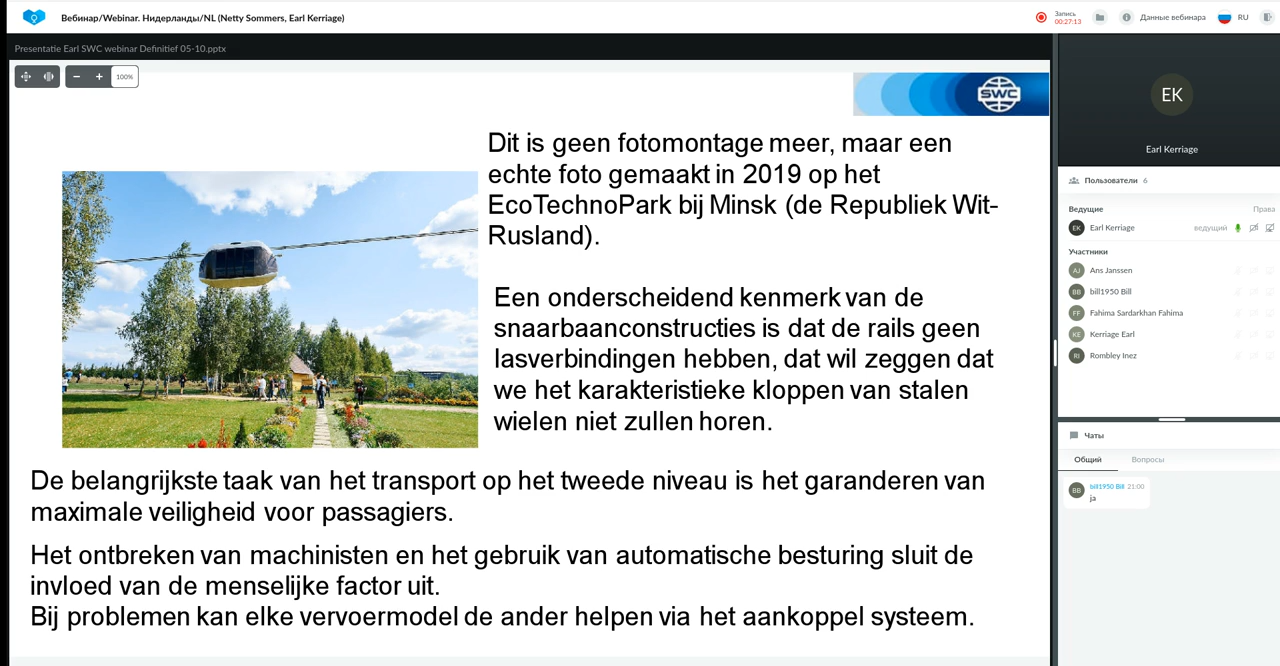 Вебинар/Webinar. Нидерланды/NL (Netty Sommers, Earl Kerriage)
Запись
00:27:13
Данные вебинара
RU
Presentatie Earl SWC webinar Definitief 05-10.pptx
100%
SWC
Dit is geen fotomontage meer, maar een
echte foto gemaakt in 2019 op het
EcoTechnoPark bij Minsk (de Republiek Wit-
Rusland).
Een onderscheidend kenmerk van de
snaarbaanconstructies is dat de rails geen
lasverbindingen hebben, dat wil zeggen dat
we het karakteristieke kloppen van stalen
wielen niet zullen horen.
De belangrijkste taak van het transport op het tweede niveau is het garanderen van
maximale veiligheid voor passagiers.
Het ontbreken van machinisten en het gebruik van automatische besturing sluit de
invloed van de menselijke factor uit.
Bij problemen kan elke vervoermodel de ander helpen via het aankoppel systeem.
EK
Earl Kerriage
Пользователи 6
Ведущие Права
EK Earl Kerriage ведущий
Участники
AJ Ans Janssen
BB bill1950 Bill
FF Fahima Sardarkhan Fahima
KE Kerriage Earl
RI Rombley Inez
Чаты
Общий Вопросы
BB bill1950 Bill 21:00
ja